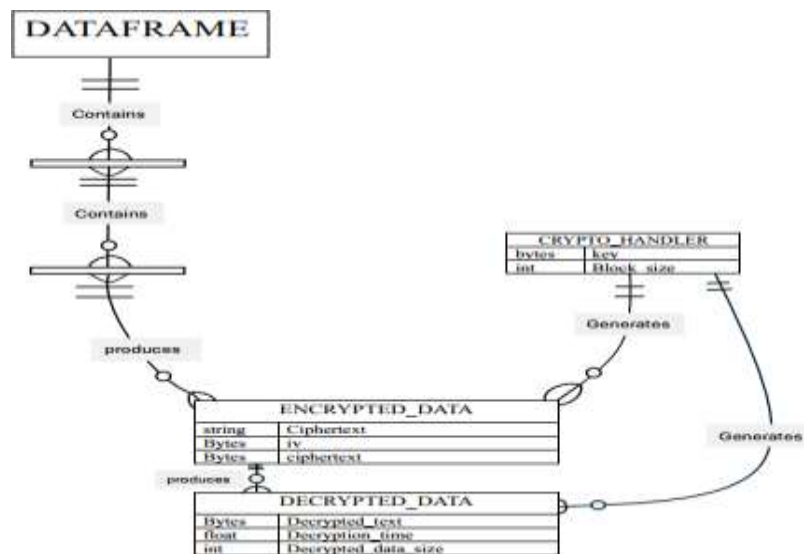 DATAFRAME
Contains
Contains
CRYPTO_HANDLER
bytes key
int Block_size
Generates
produces
ENCRYPTED_DATA
string Ciphertext
Bytes iv
Bytes ciphertext
Generates
produces
DECRYPTED_DATA
Bytes Decrypted_text
float Decryption_time
int Decrypted_data_size